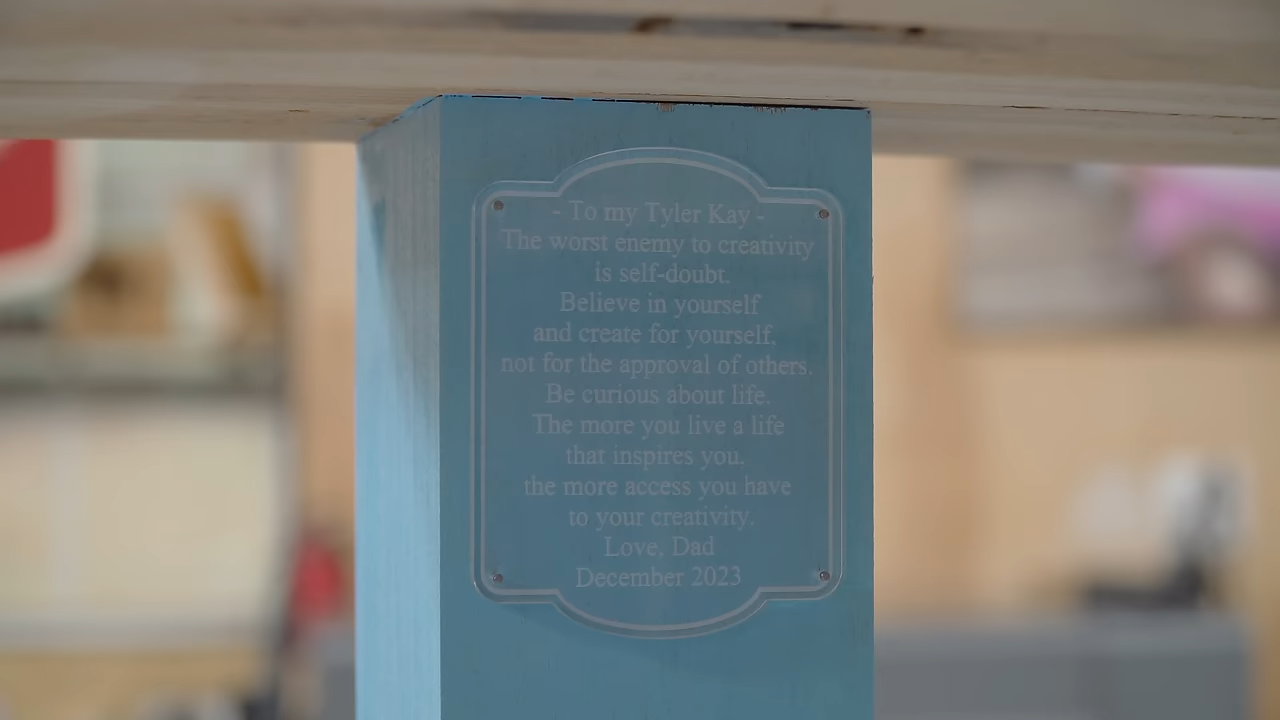 - To my Tyler Kay -
The worst enemy to creativity
is self-doubt.
Believe in yourself
and create for yourself,
not for the approval of others.
Be curious about life.
The more you live a life
that inspires you.
the more access you have
to your creativity.
Love, Dad
December 2023